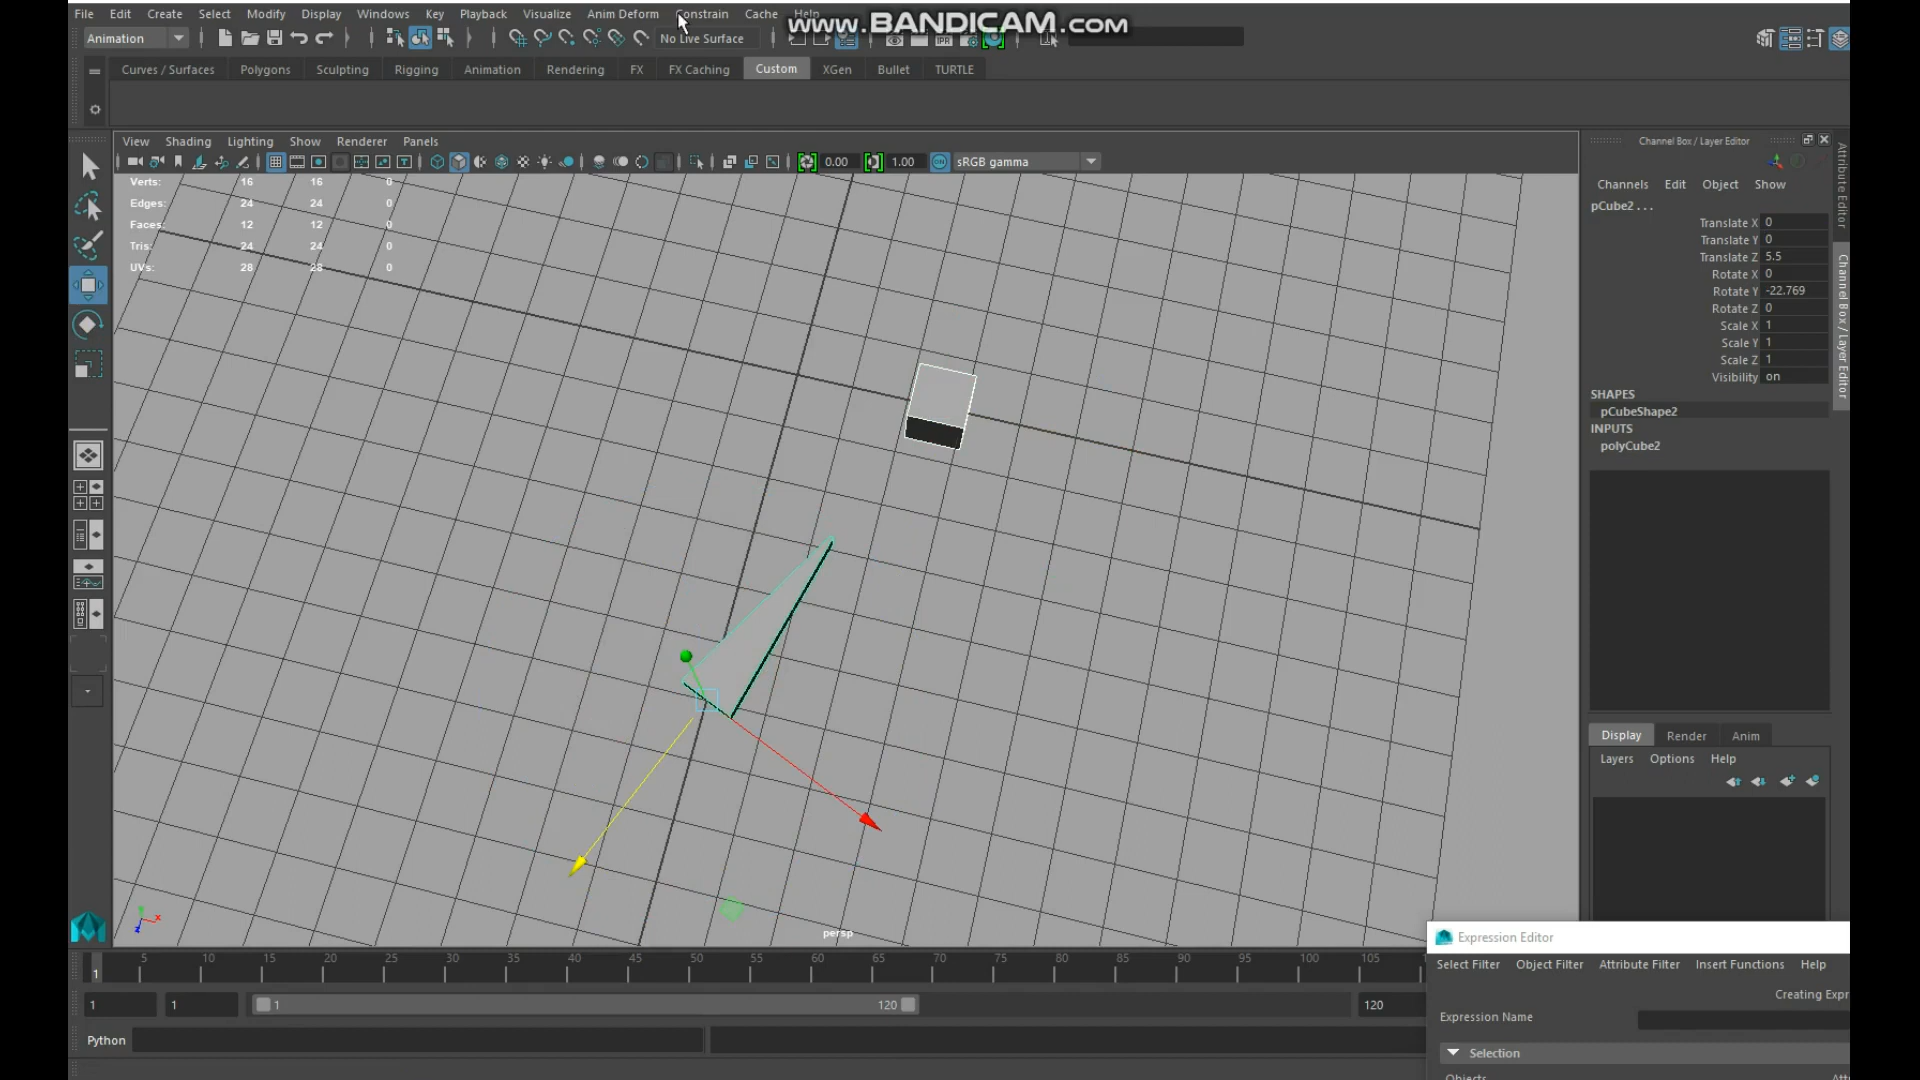 File Edit Create Select Modify Display Windows Key Playback Visualize Anim Deform Constrain Cache Help
www.BANDICAM.com
Animation No Live Surface
Curves / Surfaces Polygons Sculpting Rigging Animation Rendering FX FX Caching Custom XGen Bullet TURTLE
View Shading Lighting Show Renderer Panels
0.00 1.00 sRGB gamma
Verts: 16 16 0
Edges: 24 24 0
Faces: 12 12 0
Tris: 24 24 0
UVs: 28 28 0
persp
Channel Box / Layer Editor
Channels Edit Object Show
pCube2 . . .
Translate X 0
Translate Y 0
Translate Z 5.5
Rotate X 0
Rotate Y -22.769
Rotate Z 0
Scale X 1
Scale Y 1
Scale Z 1
Visibility on
SHAPES
pCubeShape2
INPUTS
polyCube2
Attribute Editor
Channel Box / Layer Editor
Display Render Anim
Layers Options Help
1 5 10 15 20 25 30 35 40 45 50 55 60 65 70 75 80 85 90 95 100 105
1 1 1 120 120
Python
Expression Editor
Select Filter Object Filter Attribute Filter Insert Functions Help
Creating Expr
Expression Name
Selection
Objects